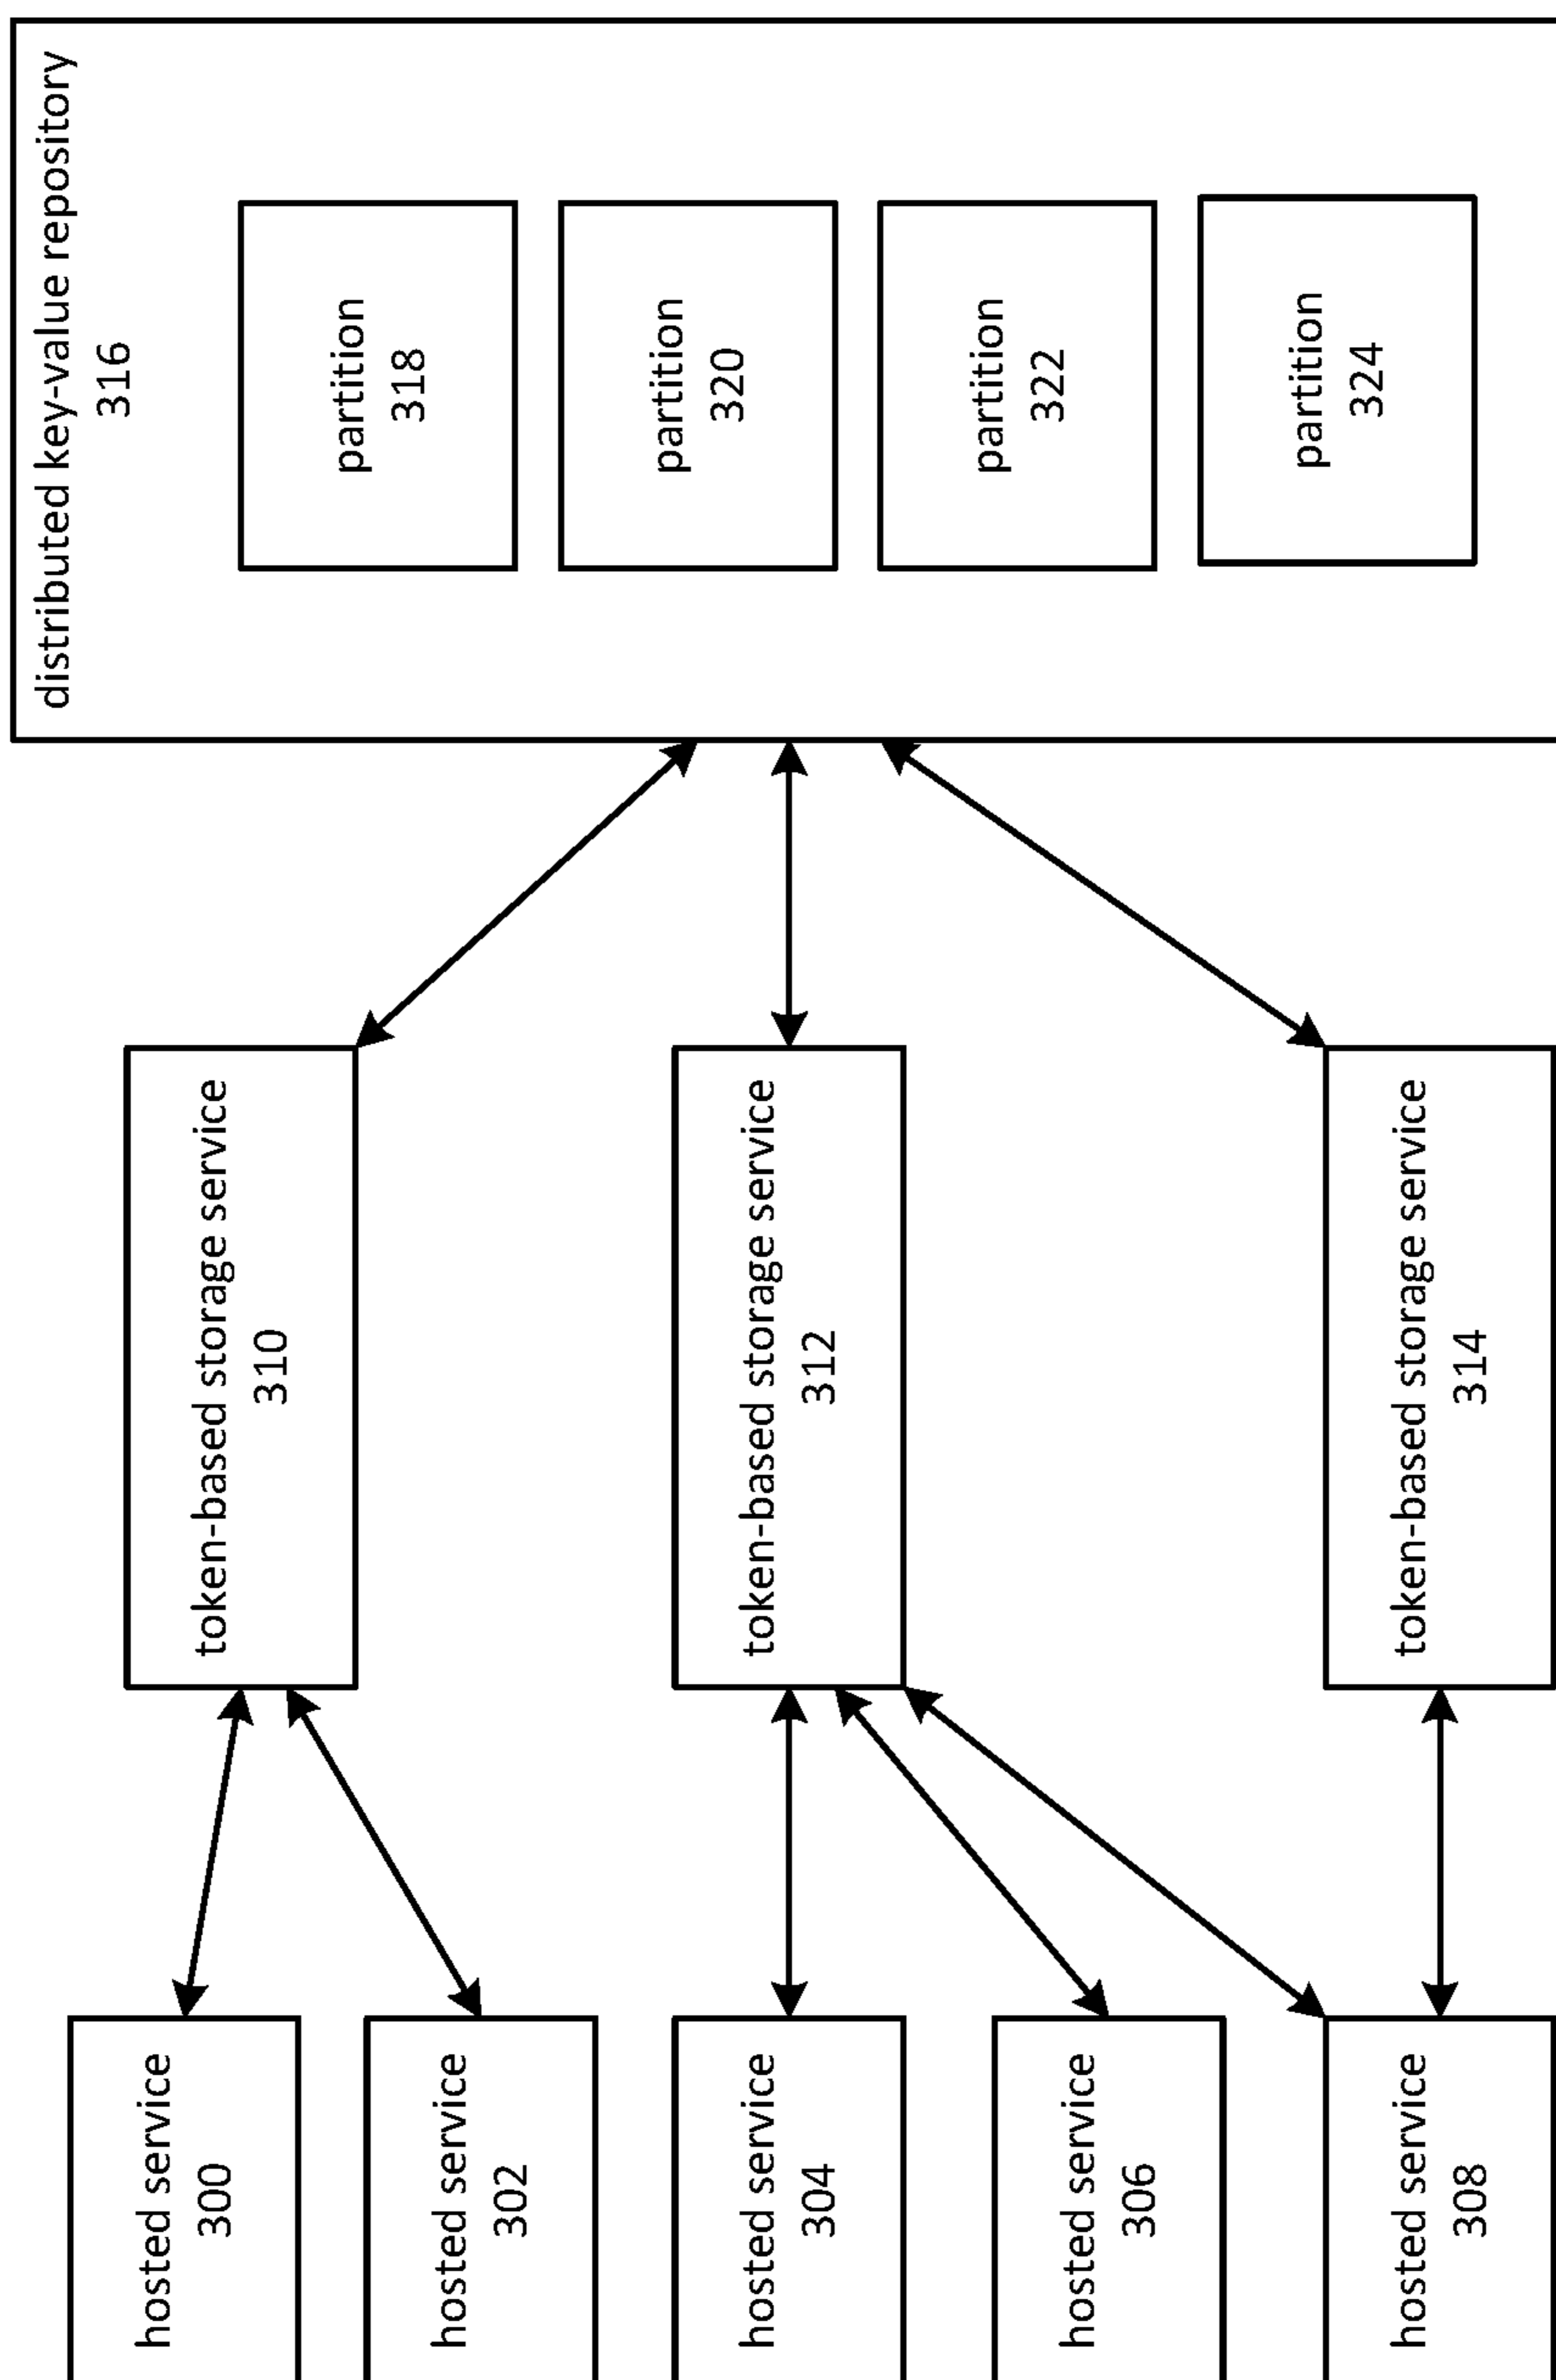 hosted service
300
hosted service
302
hosted service
304
hosted service
306
hosted service
308
token-based storage service
310
token-based storage service
312
token-based storage service
314
distributed key-value repository
316
partition
318
partition
320
partition
322
partition
324